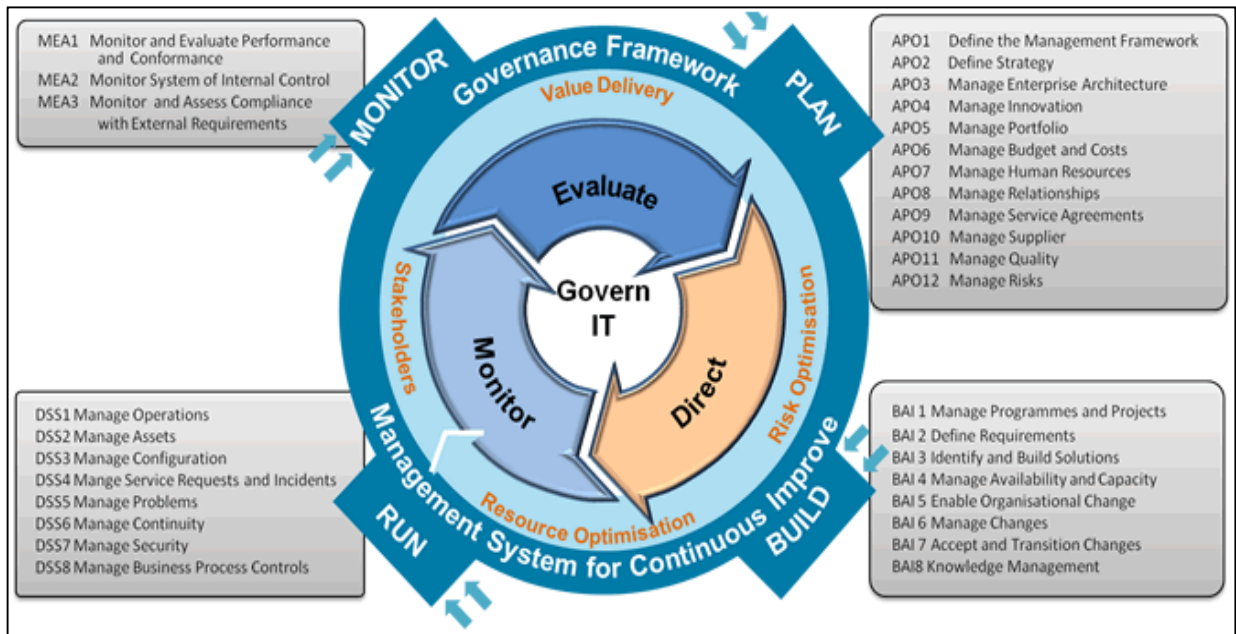 MEA1 Monitor and Evaluate Performance
and Conformance
MEA2 Monitor System of Internal Control
MEA3 Monitor and Assess Compliance
with External Requirements
MONITOR
Governance Framework
PLAN
APO1 Define the Management Framework
APO2 Define Strategy
APO3 Manage Enterprise Architecture
APO4 Manage Innovation
APO5 Manage Portfolio
APO6 Manage Budget and Costs
APO7 Manage Human Resources
APO8 Manage Relationships
APO9 Manage Service Agreements
APO10 Manage Supplier
APO11 Manage Quality
APO12 Manage Risks
Value Delivery
Stakeholders
Risk Optimisation
Resource Optimisation
Evaluate
Direct
Monitor
Govern
IT
DSS1 Manage Operations
DSS2 Manage Assets
DSS3 Manage Configuration
DSS4 Mange Service Requests and Incidents
DSS5 Manage Problems
DSS6 Manage Continuity
DSS7 Manage Security
DSS8 Manage Business Process Controls
RUN
Management System for Continuous Improve
BUILD
BAI 1 Manage Programmes and Projects
BAI 2 Define Requirements
BAI 3 Identify and Build Solutions
BAI 4 Manage Availability and Capacity
BAI 5 Enable Organisational Change
BAI 6 Manage Changes
BAI 7 Accept and Transition Changes
BAI8 Knowledge Management